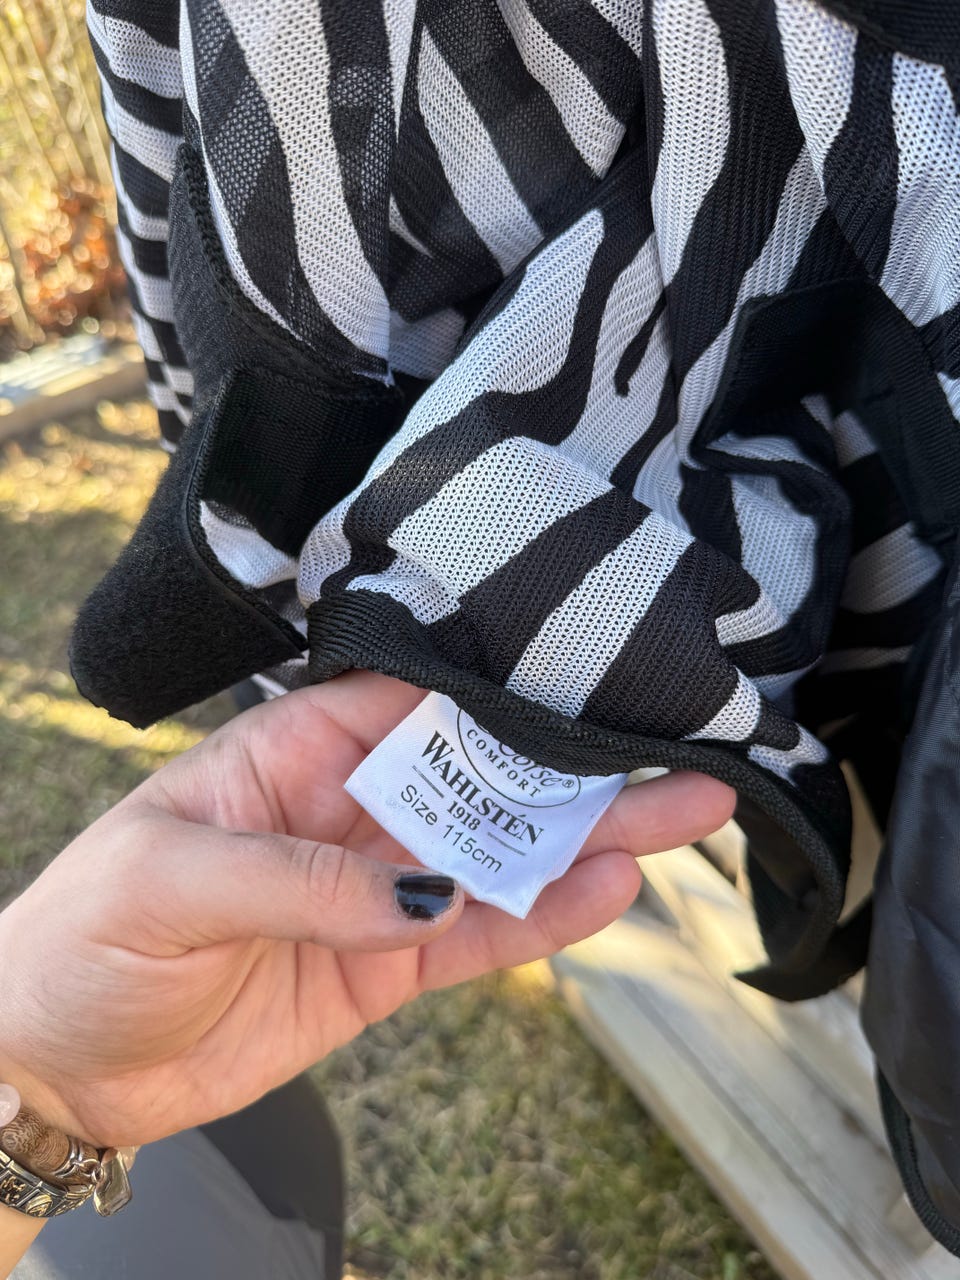 COMFORT
WAHLSTÉN
1918
Size 115cm